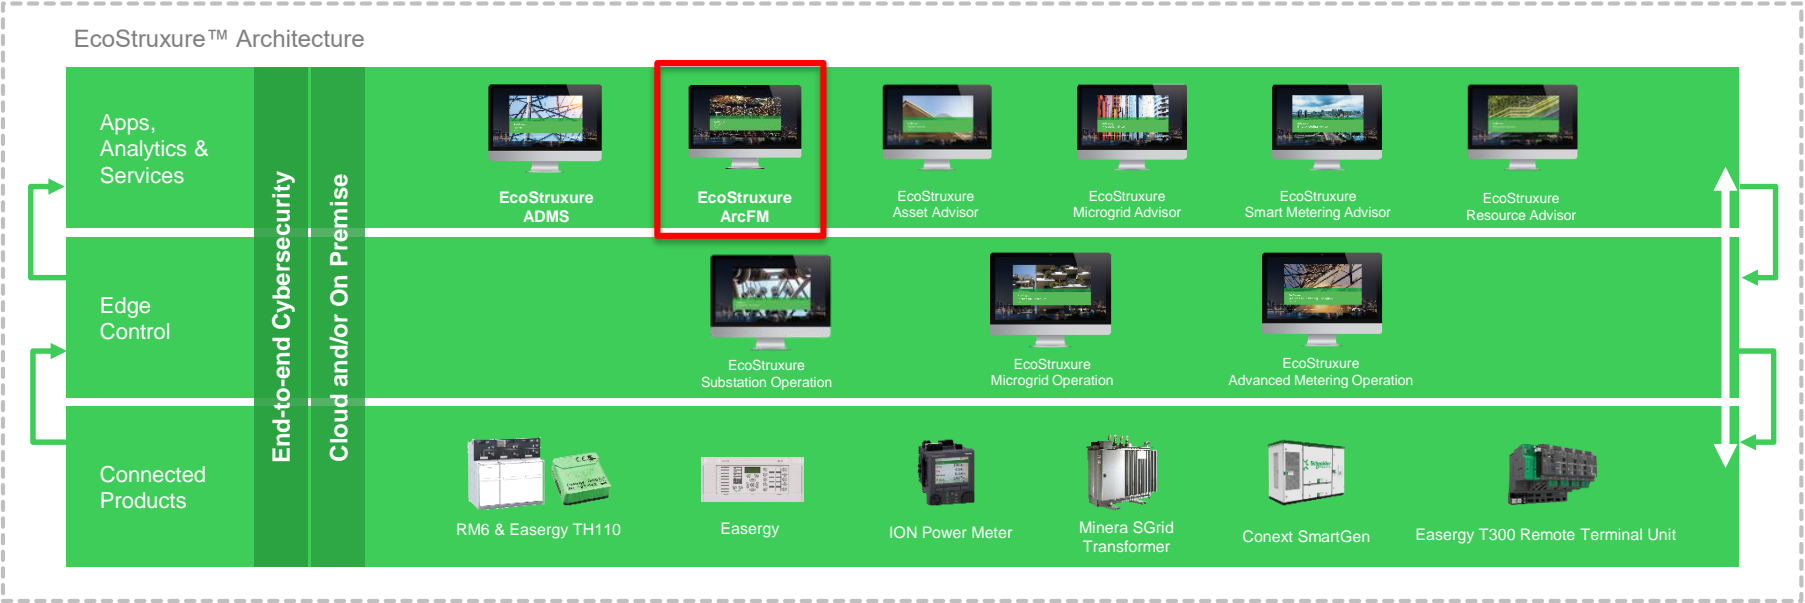 EcoStruxure™ Architecture
Apps,
Analytics &
Services
End-to-end Cybersecurity
Cloud and/or On Premise
EcoStruxure
ADMS
EcoStruxure
ArcFM
EcoStruxure
Asset Advisor
EcoStruxure
Microgrid Advisor
EcoStruxure
Smart Metering Advisor
EcoStruxure
Resource Advisor
Edge
Control
EcoStruxure
Substation Operation
EcoStruxure
Microgrid Operation
EcoStruxure
Advanced Metering Operation
Connected
Products
RM6 & Easergy TH110
Easergy
ION Power Meter
Minera SGrid
Transformer
Schneider
Conext SmartGen
Easergy T300 Remote Terminal Unit